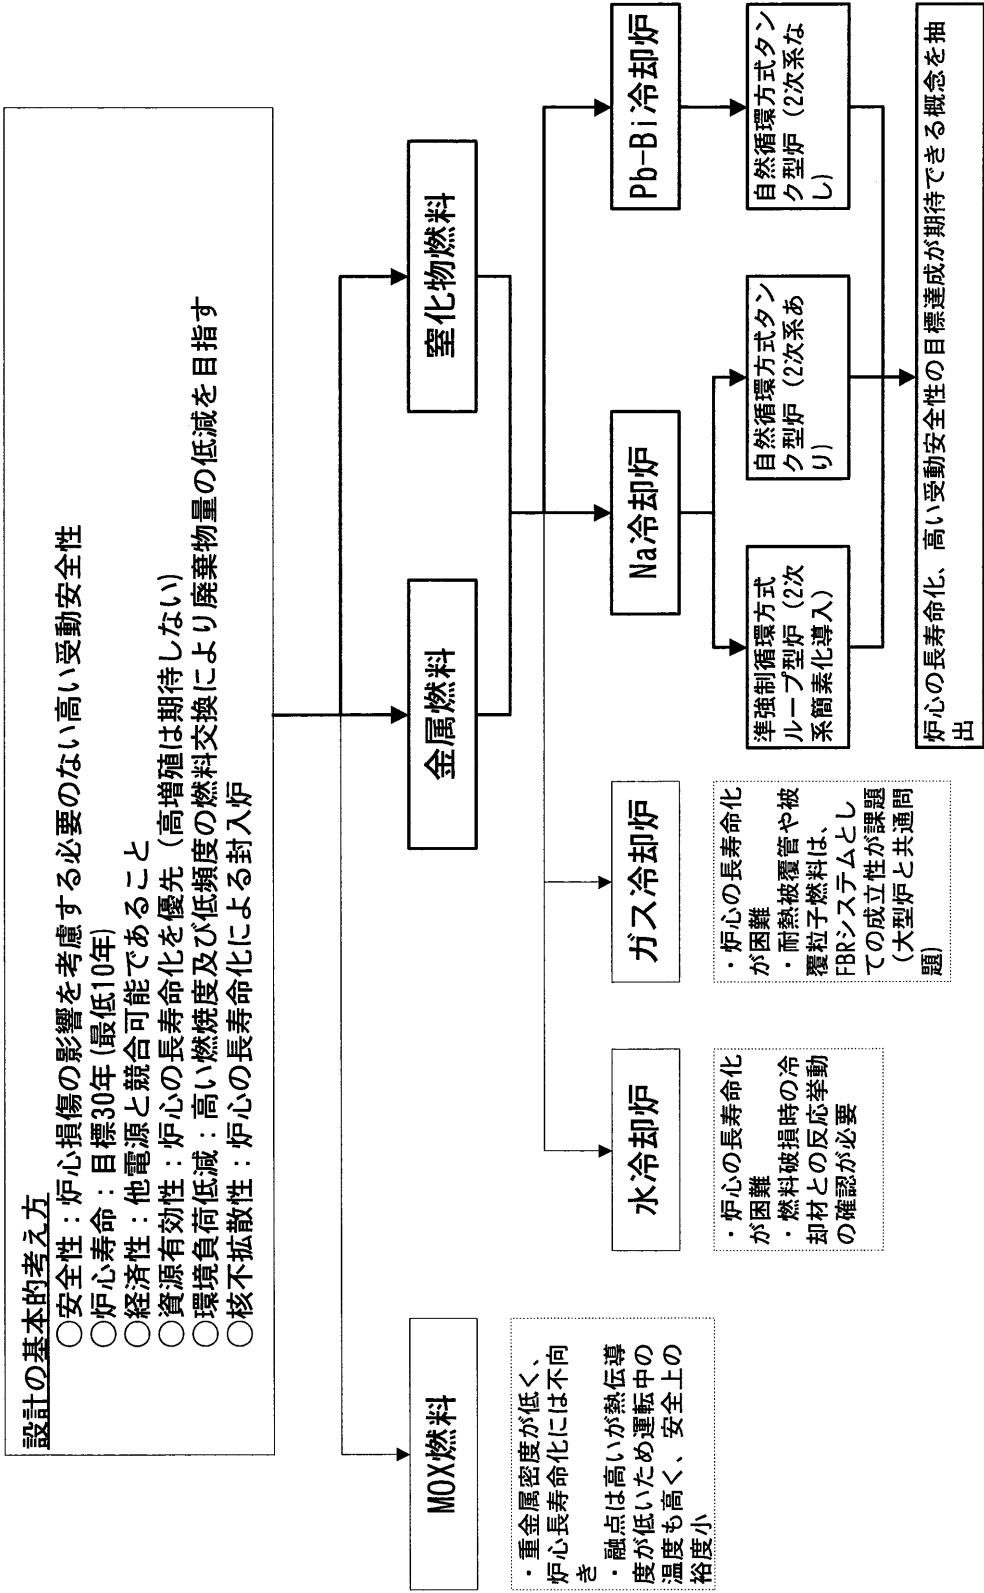 設計の基本的考え方
○安全性：炉心損傷の影響を考慮する必要のない高い受動安全性
○炉心寿命：目標30年(最低10年)
○経済性：他電源と競合可能であること
○資源有効性：炉心の長寿命化を優先（高増殖は期待しない）
○環境負荷低減：高い燃焼度及び低頻度の燃料交換により廃棄物量の低減を目指す
○核不拡散性：炉心の長寿命化による封入炉
MOX燃料
金属燃料
窒化物燃料
・重金属密度が低く、
炉心長寿命化には不向
き
・融点は高いが熱伝導
度が低いため運転中の
温度も高く、安全上の
裕度小
水冷却炉
ガス冷却炉
Na冷却炉
Pb-Bi冷却炉
・炉心の長寿命化
が困難
・燃料破損時の冷
却材との反応挙動
の確認が必要
・炉心の長寿命化
が困難
・耐熱被覆管や被
覆粒子燃料は、
FBRシステムとし
ての成立性が課題
（大型炉と共通問
題）
準強制循環方式
ループ型炉（2次
系簡素化導入）
自然循環方式タン
ク型炉（2次系あ
り）
自然循環方式タン
ク型炉（2次系な
し）
炉心の長寿命化、高い受動安全性の目標達成が期待できる概念を抽
出